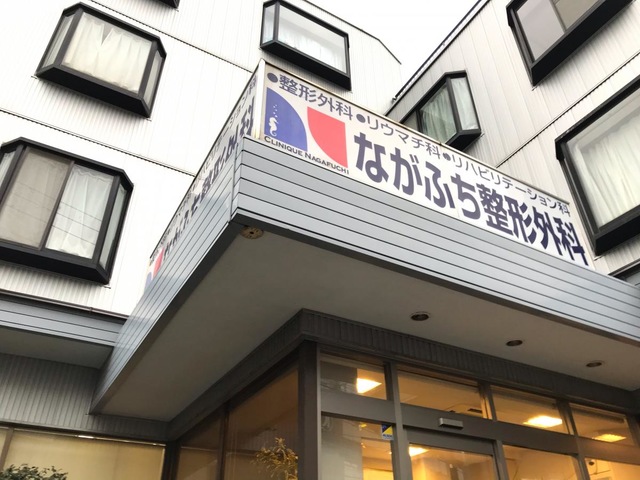 ●整形外科●リウマチ科●リハビリテーション科
CLINIQUE NAGAFUCHI
ながふち整形外科